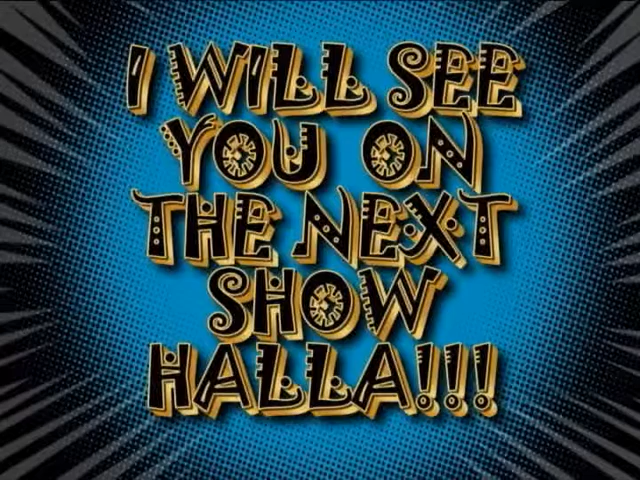 I WILL SEE
YOU ON
THE NEXT
SHOW
HALLA!!!